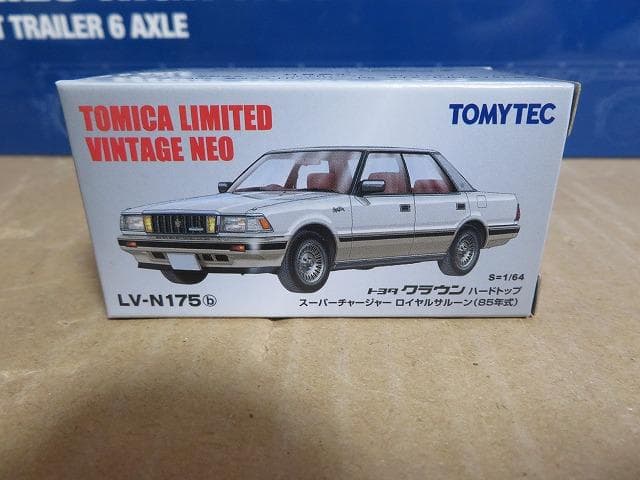 T TRAILER 6 AXLE
TOMICA LIMITED
VINTAGE NEO
TOMYTEC
S=1/64
LV-N175ⓑ
トヨタ クラウン ハードトップ
スーパーチャージャー ロイヤルサルーン(85年式)